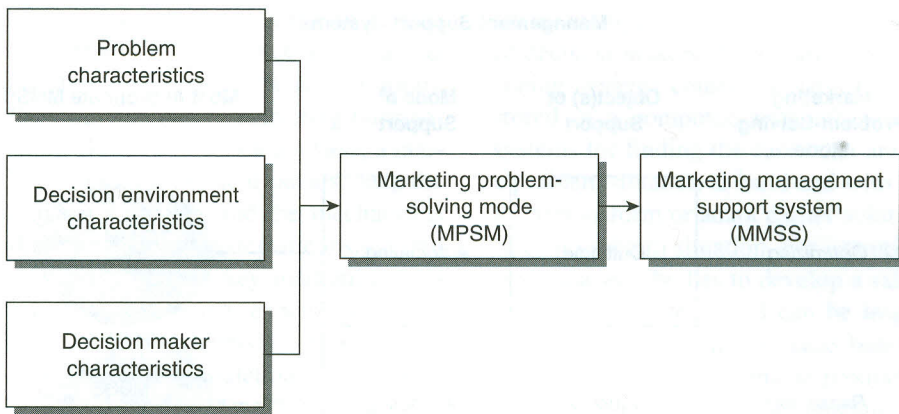 Problem
characteristics
Decision environment
characteristics
Decision maker
characteristics
Marketing problem-
solving mode
(MPSM)
Marketing management
support system
(MMSS)